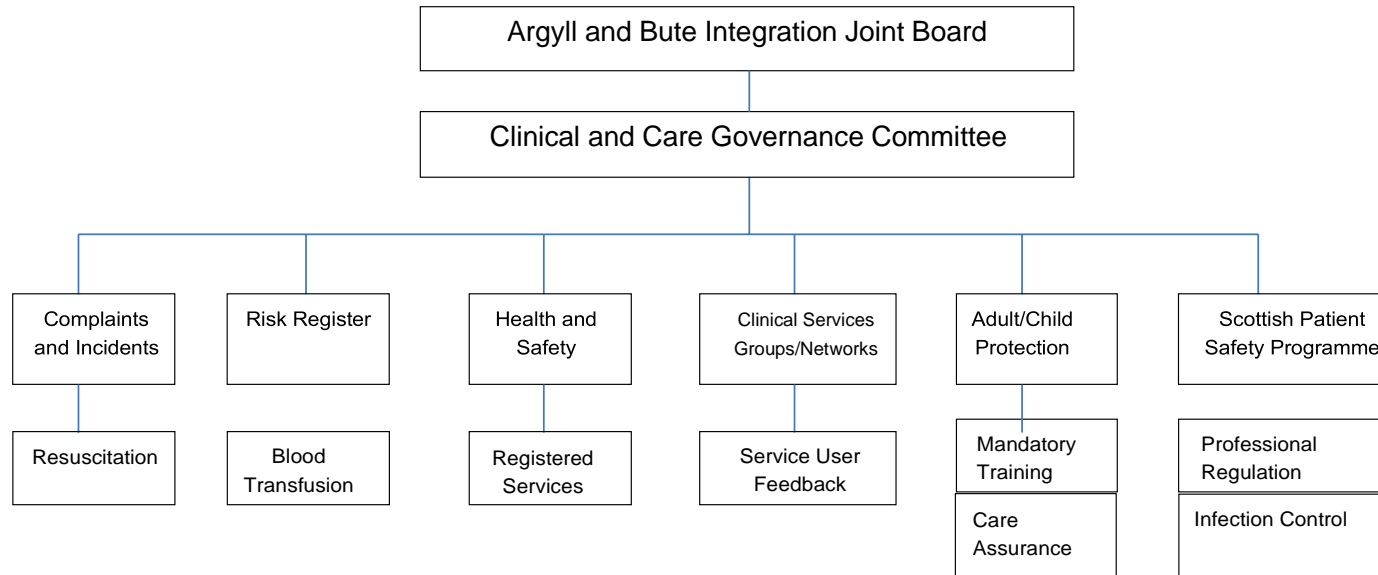 Argyll and Bute Integration Joint Board
Clinical and Care Governance Committee
Complaints
and Incidents
Risk Register
Health and
Safety
Clinical Services
Groups/Networks
Adult/Child
Protection
Scottish Patient
Safety Programme
Resuscitation
Blood
Transfusion
Registered
Services
Service User
Feedback
Mandatory
Training
Professional
Regulation
Care
Assurance
Infection Control